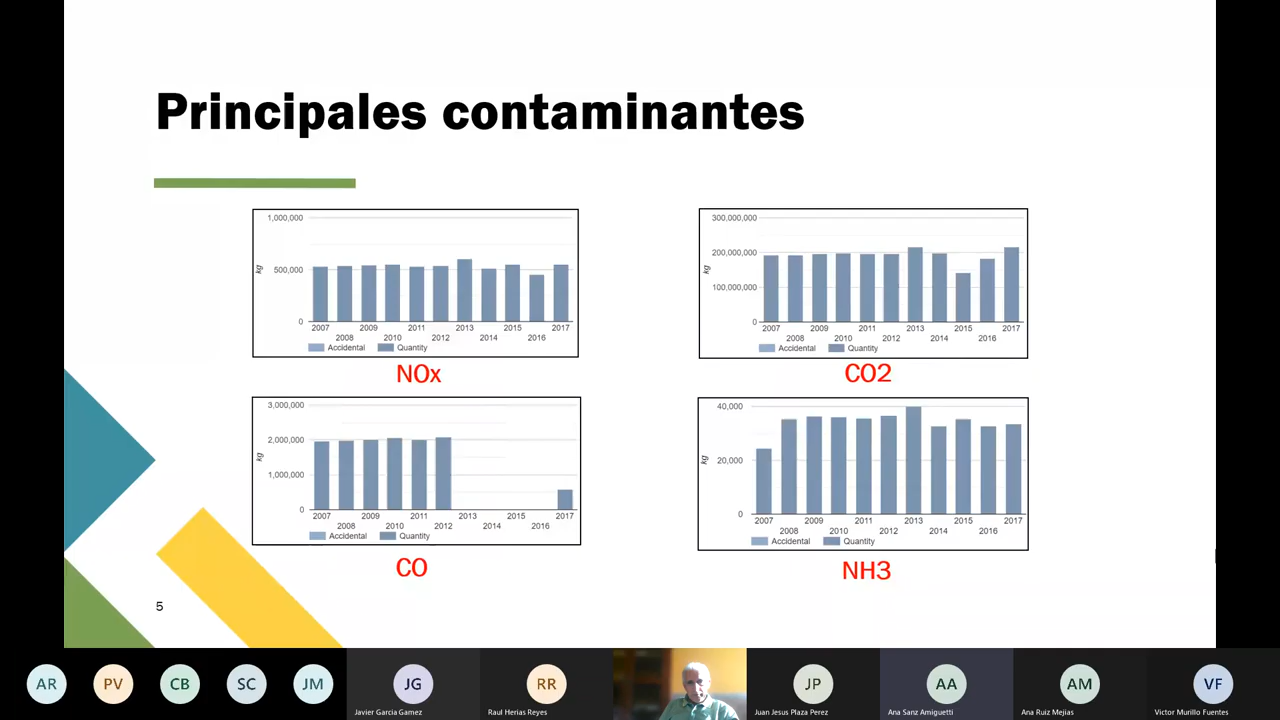 Principales contaminantes
1,000,000
500,000
0
kg
2007 2009 2011 2013 2015 2017
2008 2010 2012 2014 2016
Accidental Quantity
NOx
300,000,000
200,000,000
100,000,000
0
kg
2007 2009 2011 2013 2015 2017
2008 2010 2012 2014 2016
Accidental Quantity
CO2
3,000,000
2,000,000
1,000,000
0
kg
2007 2009 2011 2013 2015 2017
2008 2010 2012 2014 2016
Accidental Quantity
CO
40,000
20,000
0
kg
2007 2009 2011 2013 2015 2017
2008 2010 2012 2014 2016
Accidental Quantity
NH3
5
AR PV CB SC JM JG RR JP AA AM VF
Javier Garcia Gamez Raul Herias Reyes Juan Jesus Plaza Perez Ana Sanz Amiguetti Ana Ruiz Mejias Victor Murillo Fuentes